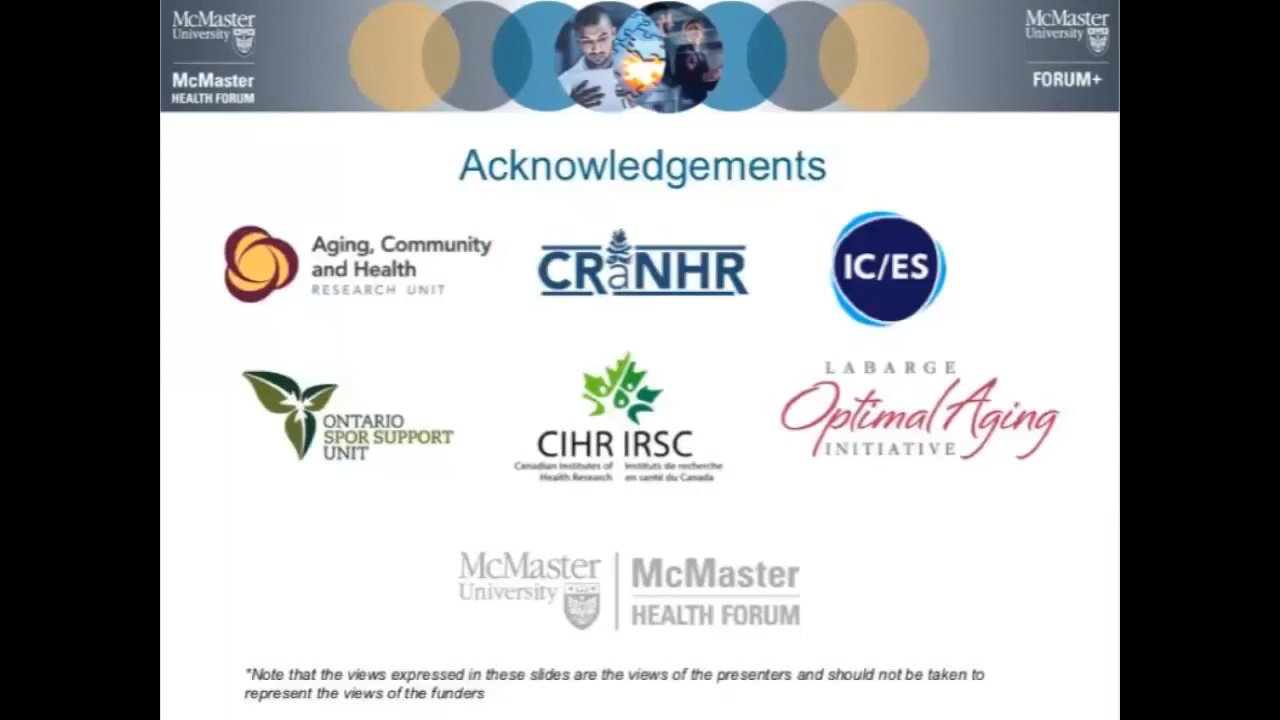 McMaster
University
McMaster
HEALTH FORUM
McMaster
University
FORUM+
Acknowledgements
Aging, Community
and Health
RESEARCH UNIT
CRaNHR
IC/ES
ONTARIO
SPOR SUPPORT
UNIT
CIHR IRSC
Canadian Institutes of
Health Research
Instituts de recherche
en santé du Canada
LABARGE
Optimal Aging
INITIATIVE
McMaster
University
McMaster
HEALTH FORUM
*Note that the views expressed in these slides are the views of the presenters and should not be taken to
represent the views of the funders